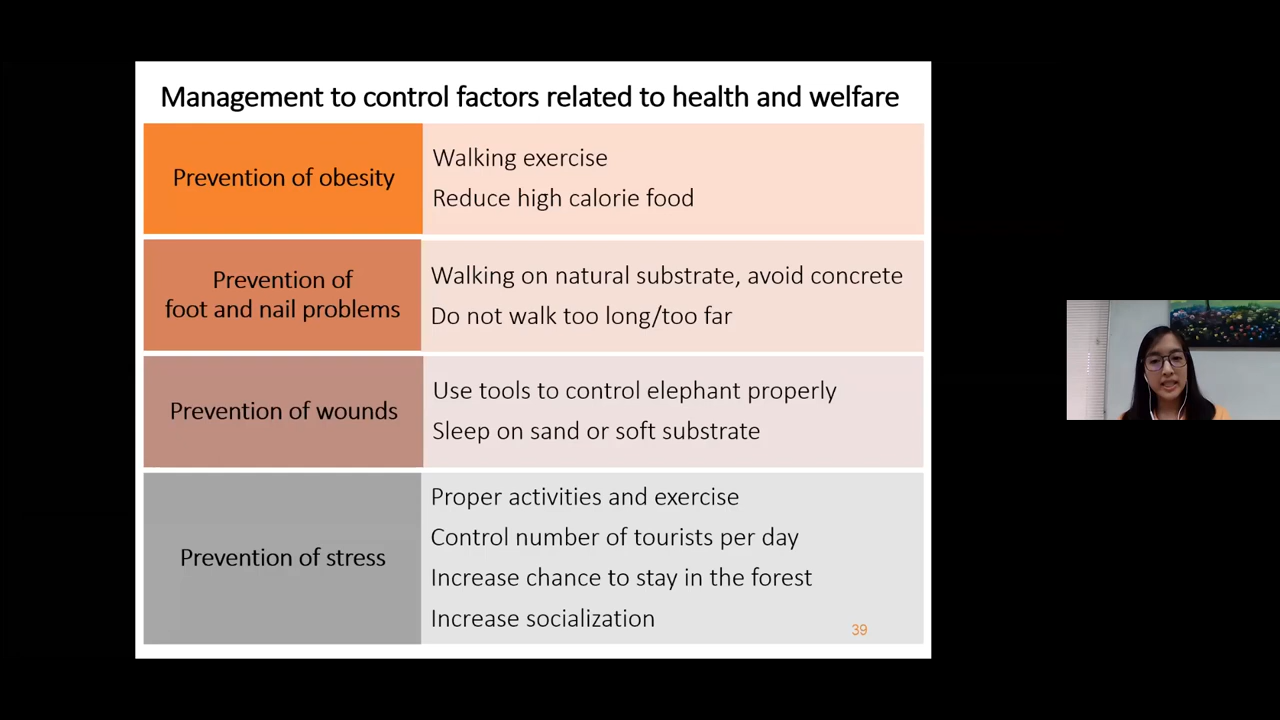 Management to control factors related to health and welfare
Prevention of obesity
Walking exercise
Reduce high calorie food
Prevention of
foot and nail problems
Walking on natural substrate, avoid concrete
Do not walk too long/too far
Prevention of wounds
Use tools to control elephant properly
Sleep on sand or soft substrate
Prevention of stress
Proper activities and exercise
Control number of tourists per day
Increase chance to stay in the forest
Increase socialization
39